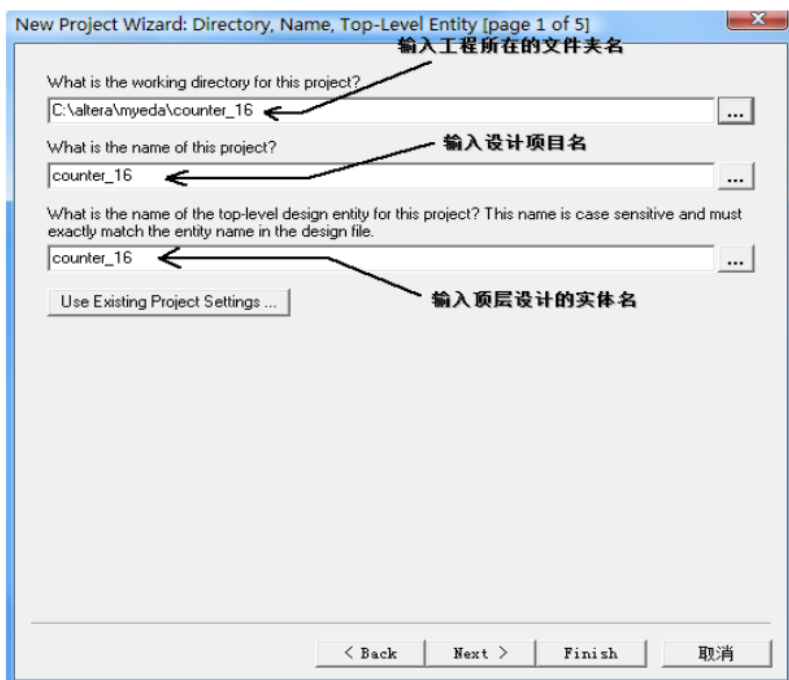 New Project Wizard: Directory, Name, Top-Level Entity [page 1 of 5]
输入工程所在的文件夹名
What is the working directory for this project?
C:\altera\myeda\counter_16
...
What is the name of this project?
输入设计项目名
counter_16
...
What is the name of the top-level design entity for this project? This name is case sensitive and must
exactly match the entity name in the design file.
counter_16
...
Use Existing Project Settings ...
输入顶层设计的实体名
< Back
Next >
Finish
取消